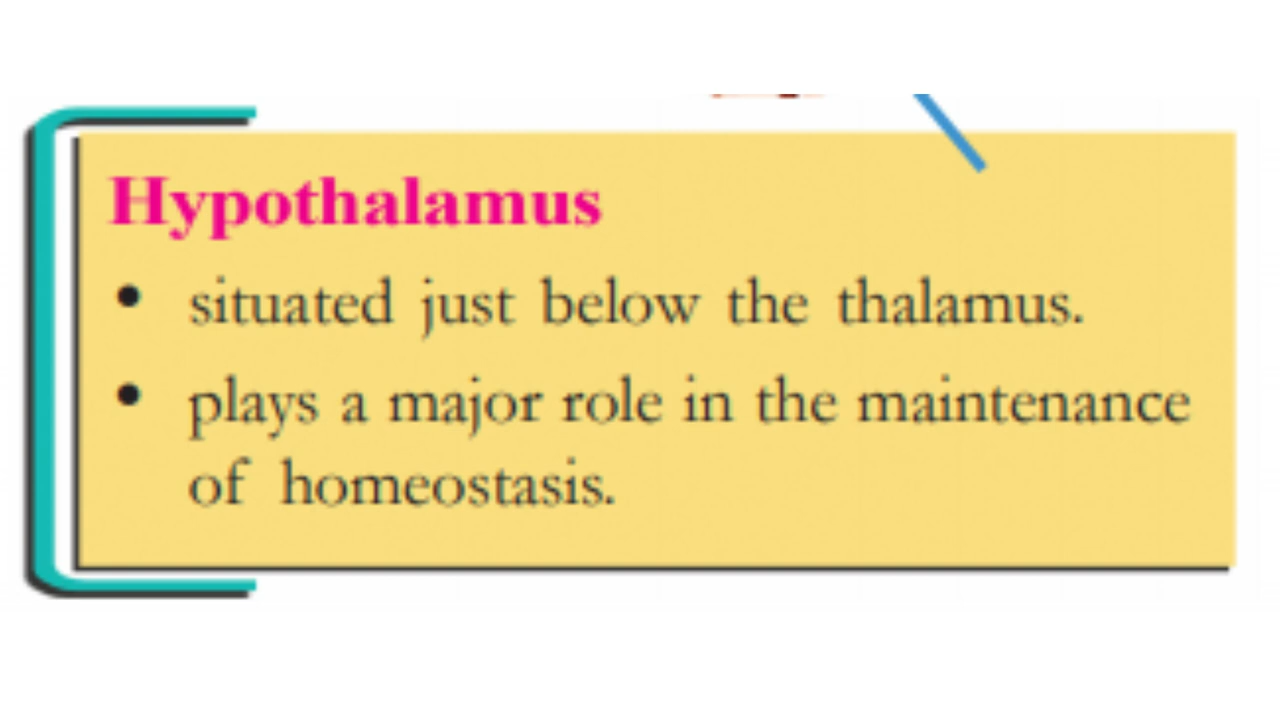 Hypothalamus
• situated just below the thalamus.
• plays a major role in the maintenance
of homeostasis.